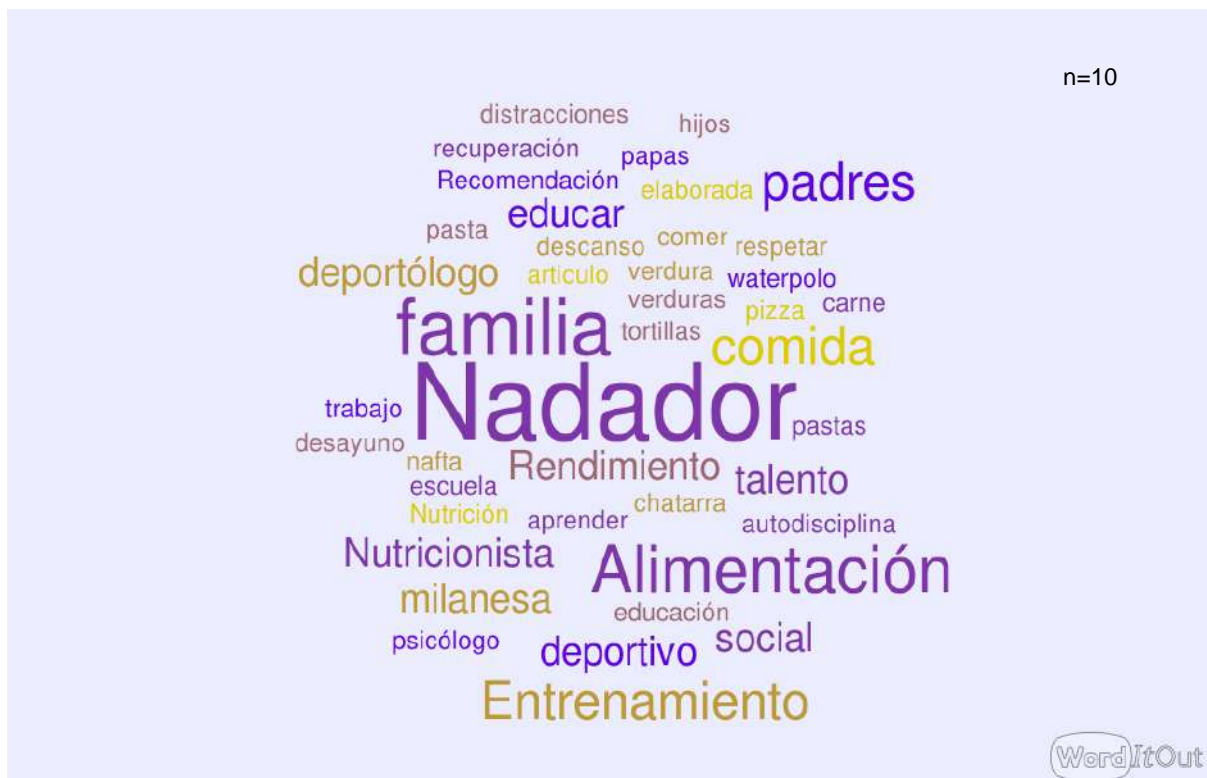 n=10
distracciones
hijos
recuperación
papas
Recomendación
elaborada
padres
educar
pasta
descanso
comer
respetar
deportólogo
articulo
verdura
waterpolo
verduras
pizza
carne
familia
tortillas
comida
Nadador
trabajo
pastas
desayuno
nafta
Rendimiento
talento
escuela
chatarra
Nutrición
aprender
autodisciplina
Nutricionista
Alimentación
milanesa
educación
psicólogo
deportivo
social
Entrenamiento
WordItOut